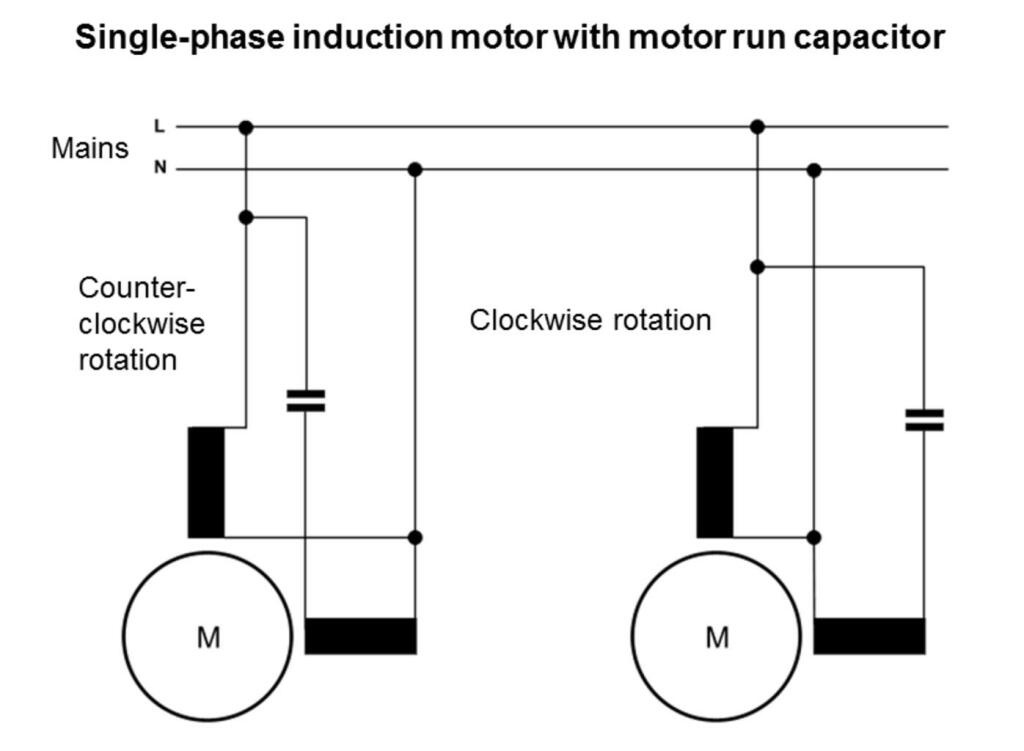 Single-phase induction motor with motor run capacitor
L
Mains
N
Counter-
clockwise
rotation
Clockwise rotation
M
M